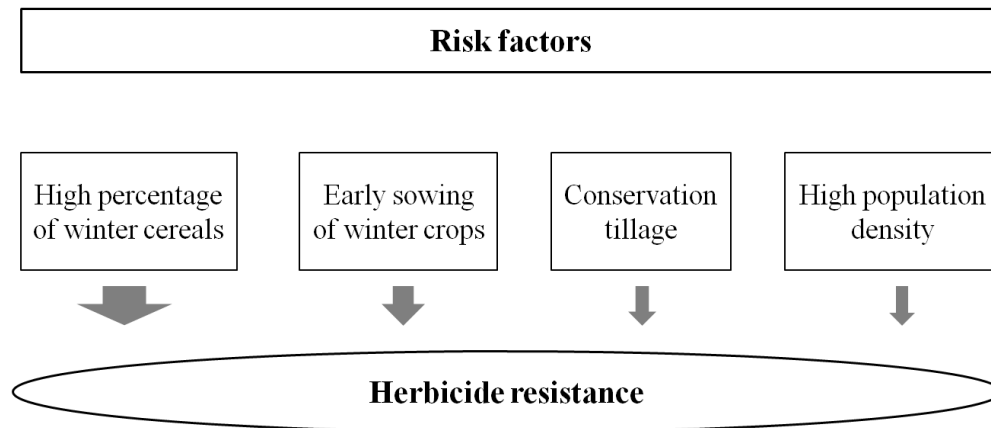 Risk factors
High percentage
of winter cereals
Early sowing
of winter crops
Conservation
tillage
High population
density
Herbicide resistance